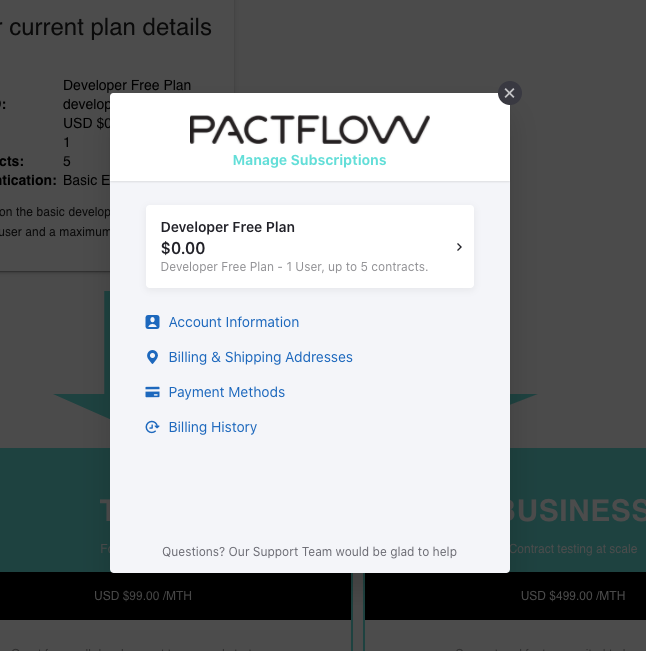 current plan details
Developer Free Plan
develop
USD $0
1
cts: 5
tication: Basic E
on the basic develop
user and a maximum
PACTFLOW
Manage Subscriptions
Developer Free Plan
$0.00
Developer Free Plan - 1 User, up to 5 contracts.
Account Information
Billing & Shipping Addresses
Payment Methods
Billing History
Questions? Our Support Team would be glad to help
BUSINESS
Contract testing at scale
USD $99.00 /MTH
USD $499.00 /MTH